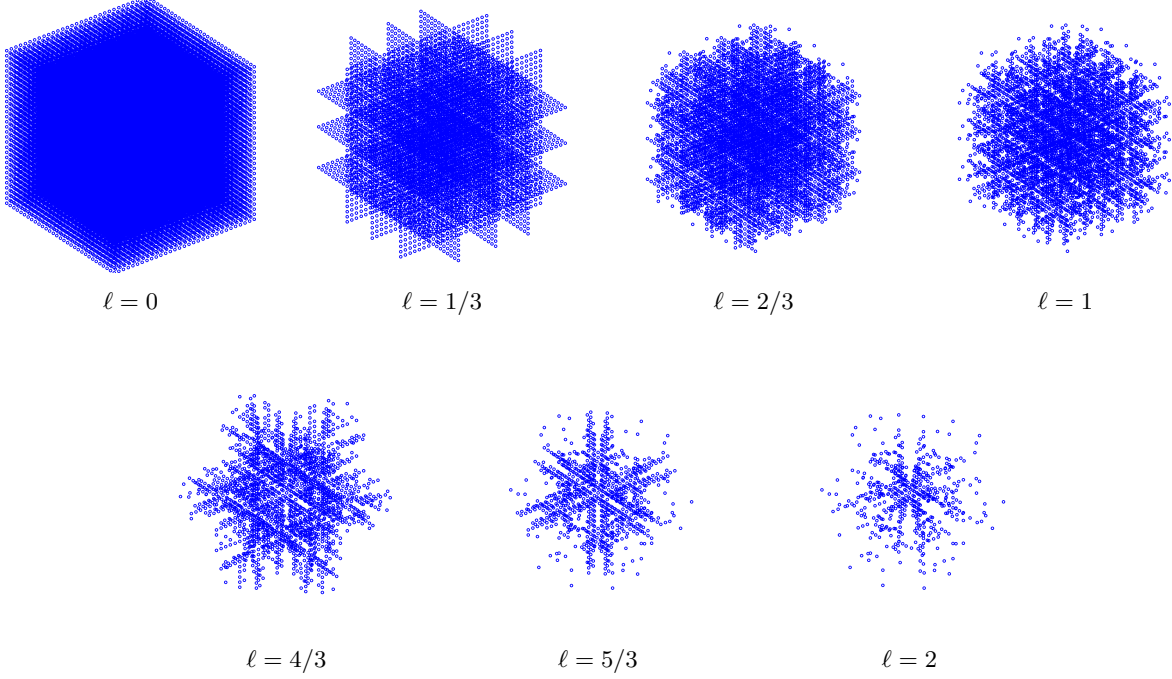 ℓ = 0
ℓ = 1/3
ℓ = 2/3
ℓ = 1
ℓ = 4/3
ℓ = 5/3
ℓ = 2